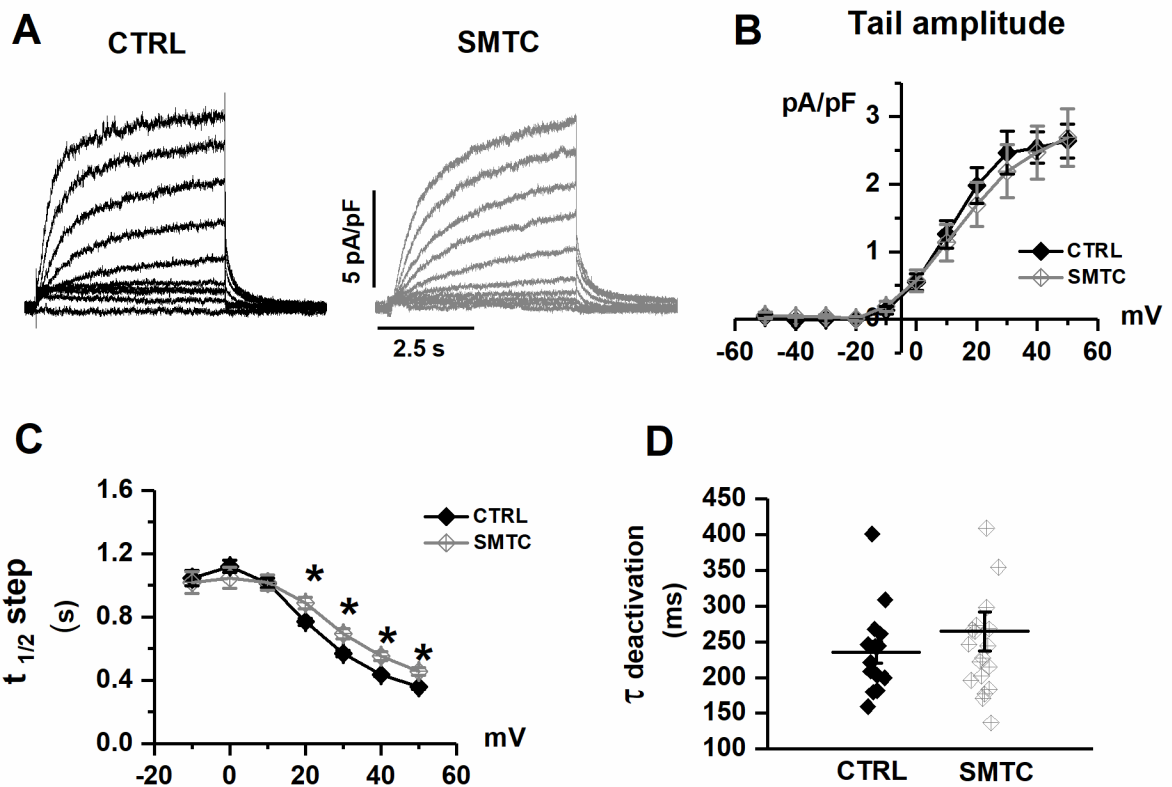 A
CTRL
SMTC
5 pA/pF
2.5 s
B
Tail amplitude
pA/pF
3
2
1
0
mV
-60 -40 -20 0 20 40 60
CTRL
SMTC
C
1.6
1.2
0.8
0.4
0.0
t 1/2 step
(s)
CTRL
SMTC
* * * *
mV
-20 0 20 40 60
D
450
400
350
300
250
200
150
100
τ deactivation
(ms)
CTRL SMTC